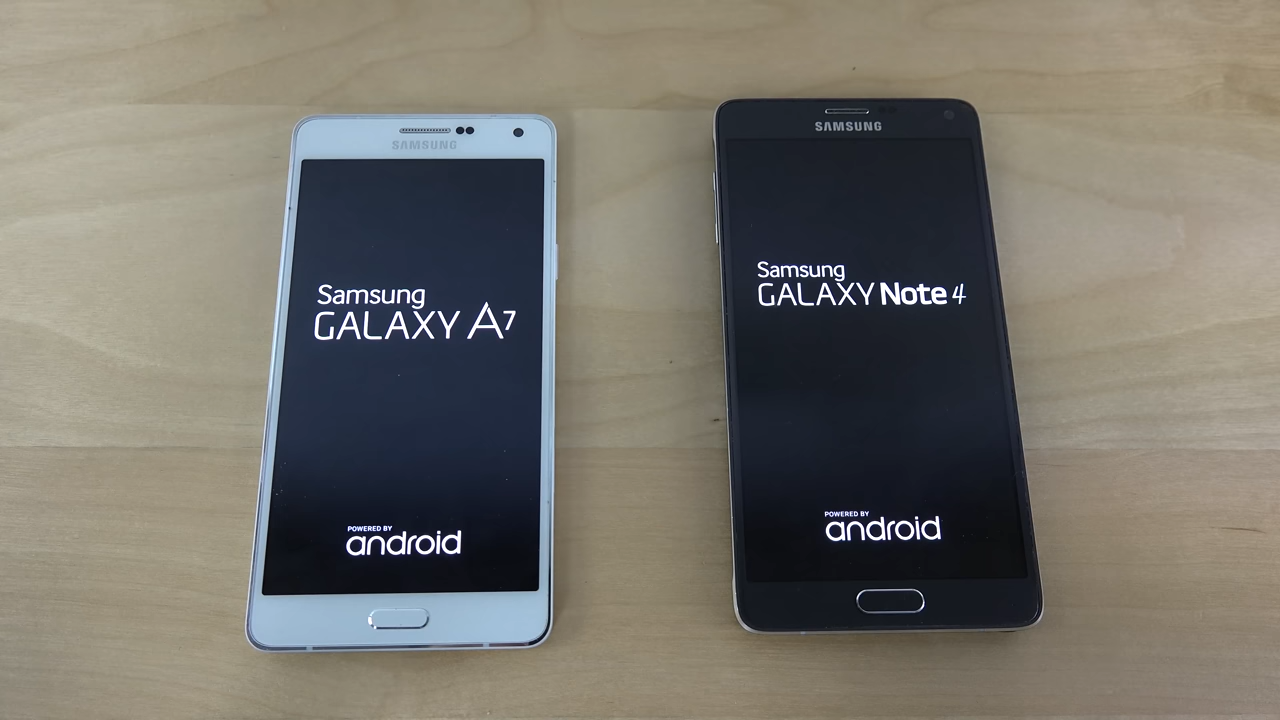 SAMSUNG
Samsung
GALAXY A7
POWERED BY
android
SAMSUNG
Samsung
GALAXY Note 4
POWERED BY
android